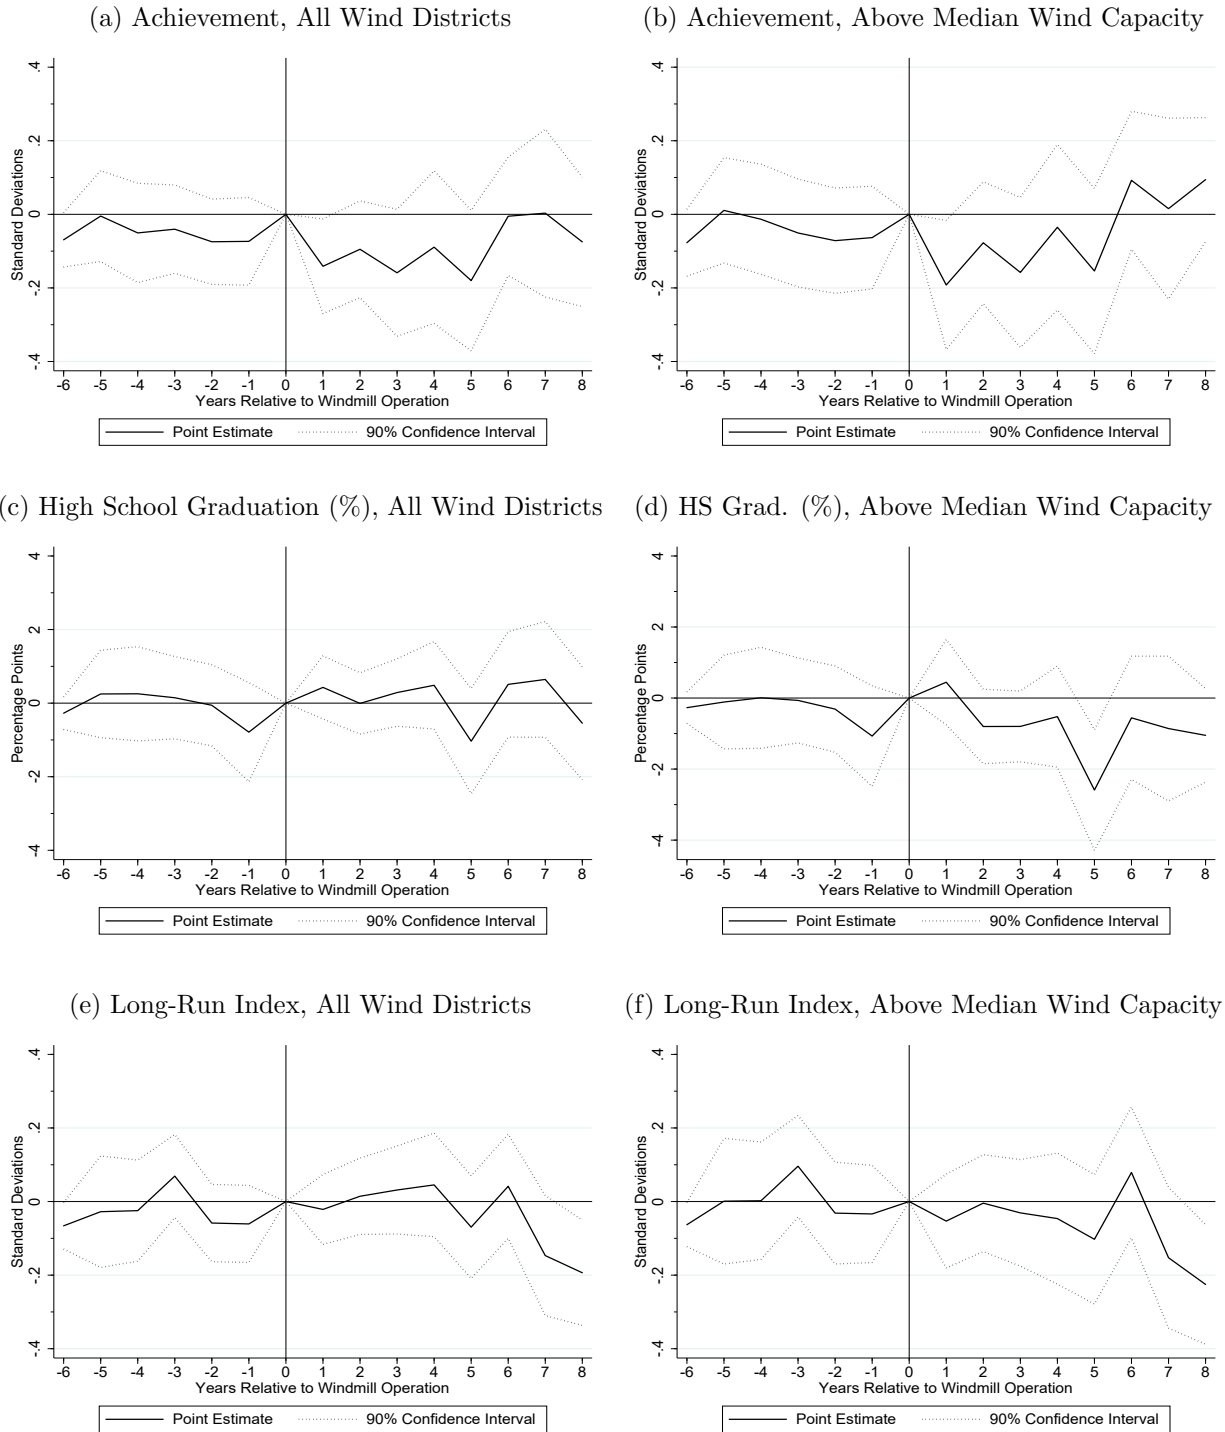 (a) Achievement, All Wind Districts
(b) Achievement, Above Median Wind Capacity
Standard Deviations
.4
.2
0
-.2
-.4
-6 -5 -4 -3 -2 -1 0 1 2 3 4 5 6 7 8
Years Relative to Windmill Operation
Point Estimate 90% Confidence Interval
Standard Deviations
.4
.2
0
-.2
-.4
-6 -5 -4 -3 -2 -1 0 1 2 3 4 5 6 7 8
Years Relative to Windmill Operation
Point Estimate 90% Confidence Interval
(c) High School Graduation (%), All Wind Districts
(d) HS Grad. (%), Above Median Wind Capacity
Percentage Points
4
2
0
-2
-4
-6 -5 -4 -3 -2 -1 0 1 2 3 4 5 6 7 8
Years Relative to Windmill Operation
Point Estimate 90% Confidence Interval
Percentage Points
4
2
0
-2
-4
-6 -5 -4 -3 -2 -1 0 1 2 3 4 5 6 7 8
Years Relative to Windmill Operation
Point Estimate 90% Confidence Interval
(e) Long-Run Index, All Wind Districts
(f) Long-Run Index, Above Median Wind Capacity
Standard Deviations
.4
.2
0
-.2
-.4
-6 -5 -4 -3 -2 -1 0 1 2 3 4 5 6 7 8
Years Relative to Windmill Operation
Point Estimate 90% Confidence Interval
Standard Deviations
.4
.2
0
-.2
-.4
-6 -5 -4 -3 -2 -1 0 1 2 3 4 5 6 7 8
Years Relative to Windmill Operation
Point Estimate 90% Confidence Interval